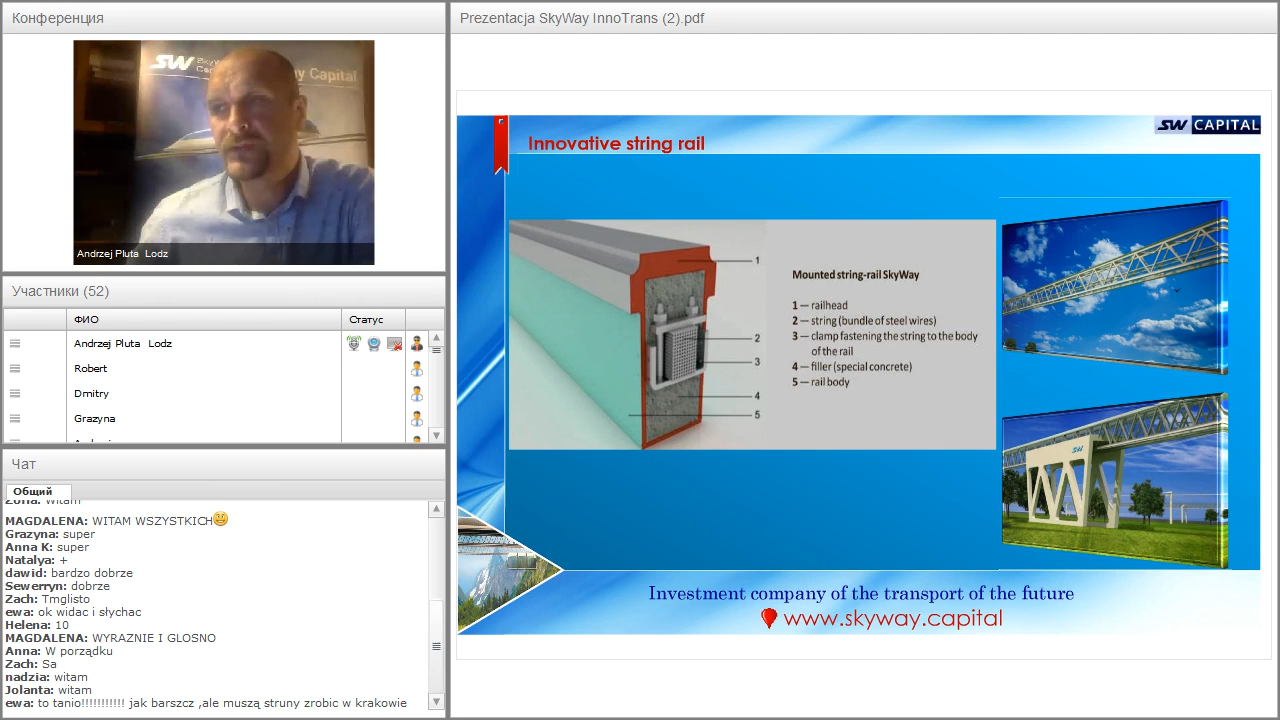 Конференция
SW
Capital
Andrzej Pluta Lodz
Участники (52)
ФИО
Статус
Andrzej Pluta Lodz
Robert
Dmitry
Grazyna
Чат
Общий
Zofia: witam
MAGDALENA: WITAM WSZYSTKICH
Grazyna: super
Anna K: super
Natalya: +
dawid: bardzo dobrze
Sewerryn: dobrze
Zach: Tmglisto
ewa: ok widac i słychac
Helena: 10
MAGDALENA: WYRAZNIE I GLOSNO
Anna: W porządku
Zach: Sa
nadzia: witam
Jolanta: witam
ewa: to tanio!!!!!!!!!!! jak barszcz ,ale muszą struny zrobic w krakowie
Prezentacja SkyWay InnoTrans (2).pdf
SW CAPITAL
Innovative string rail
1
2
3
4
5
Mounted string-rail SkyWay
1 — railhead
2 — string (bundle of steel wires)
3 — clamp fastening the string to the body
of the rail
4 — filler (special concrete)
5 — rail body
SW
Investment company of the transport of the future
www.skyway.capital